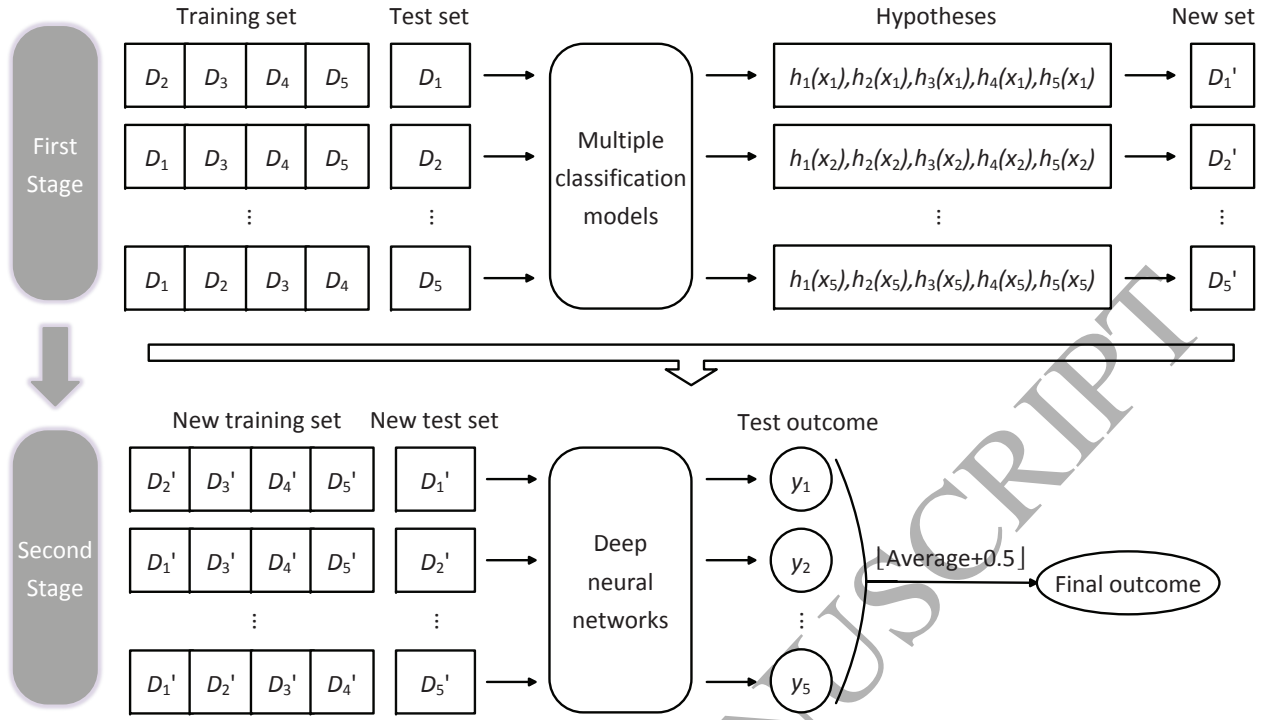 Training set Test set Hypotheses New set
First
Stage
D₂ D₃ D₄ D₅ D₁ h₁(x₁),h₂(x₁),h₃(x₁),h₄(x₁),h₅(x₁) D₁'
D₁ D₃ D₄ D₅ D₂ h₁(x₂),h₂(x₂),h₃(x₂),h₄(x₂),h₅(x₂) D₂'
Multiple
classification
models
⋮ ⋮ ⋮ ⋮
D₁ D₂ D₃ D₄ D₅ h₁(x₅),h₂(x₅),h₃(x₅),h₄(x₅),h₅(x₅) D₅'
New training set New test set Test outcome
Second
Stage
D₂' D₃' D₄' D₅' D₁' y₁
D₁' D₃' D₄' D₅' D₂' y₂
Deep
neural
networks
⋮ ⋮ ⋮
D₁' D₂' D₃' D₄' D₅' y₅
⌊Average+0.5⌋
Final outcome
NUSCRIPT